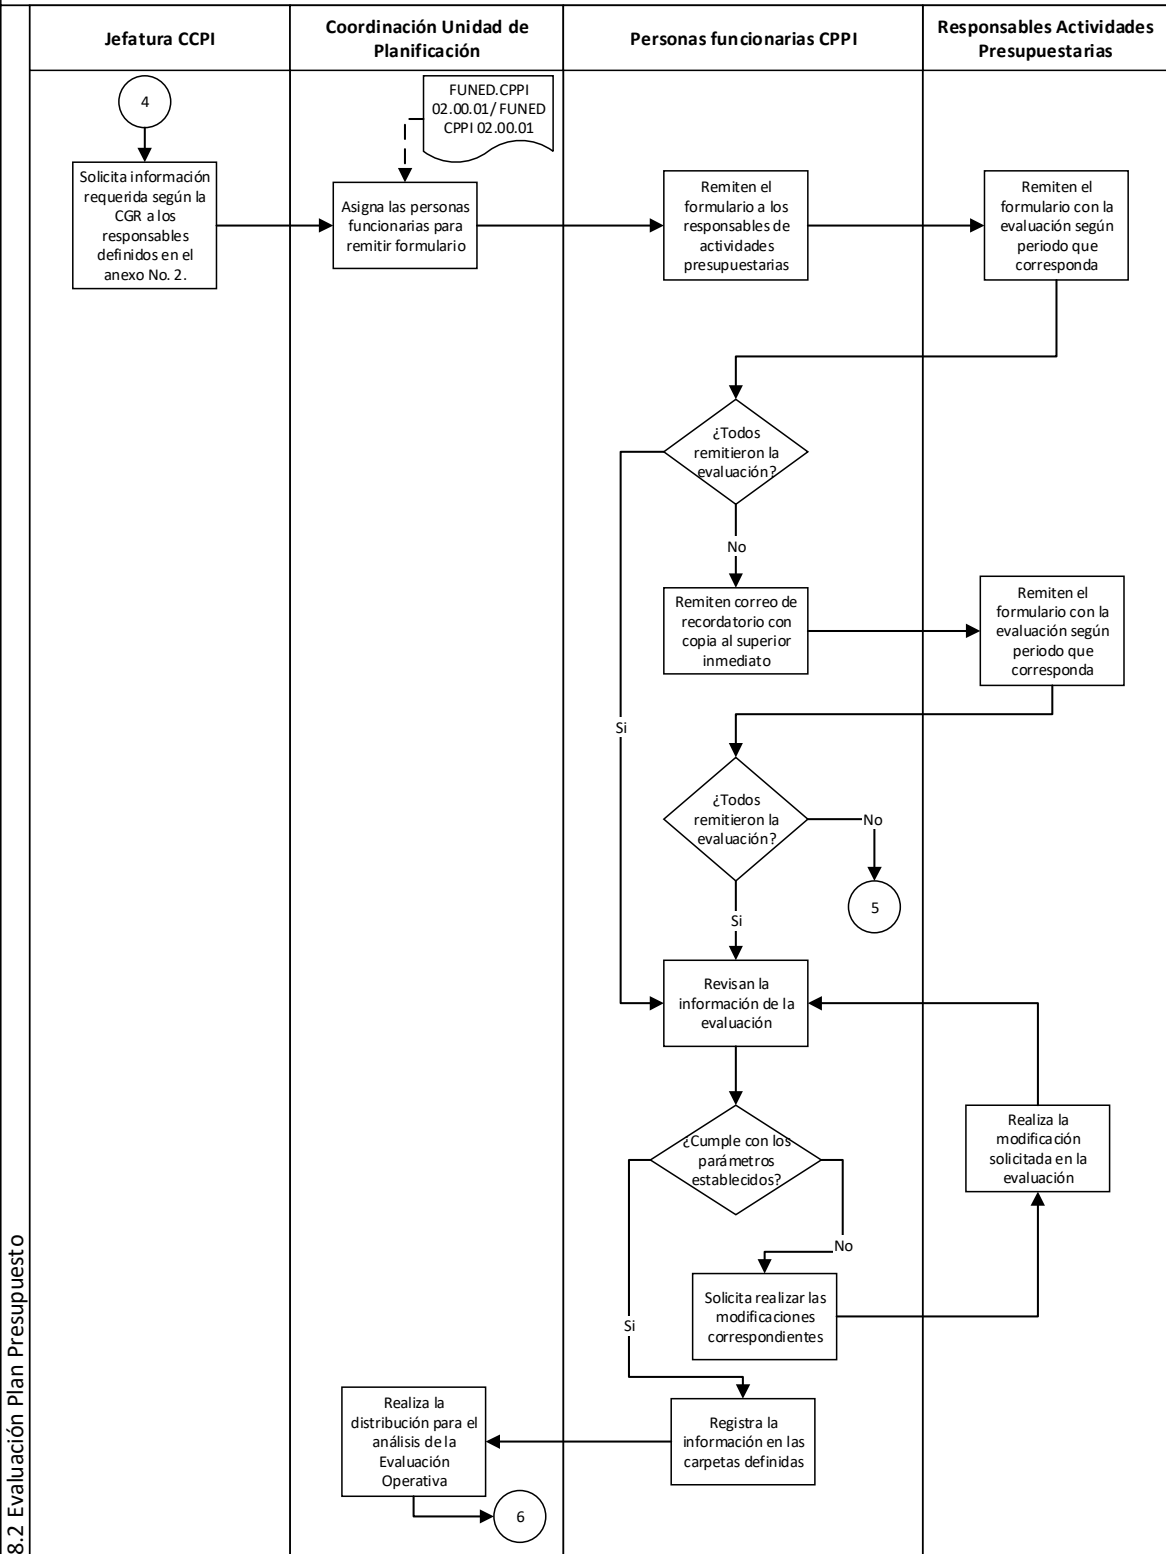 Jefatura CCPI
Coordinación Unidad de
Planificación
Personas funcionarias CPPI
Responsables Actividades
Presupuestarias
4
FUNED.CPPI
02.00.01/ FUNED
CPPI 02.00.01
Solicita información
requerida según la
CGR a los
responsables
definidos en el
anexo No. 2.
Asigna las personas
funcionarias para
remitir formulario
Remiten el
formulario a los
responsables de
actividades
presupuestarias
Remiten el
formulario con la
evaluación según
periodo que
corresponda
¿Todos
remitieron la
evaluación?
No
Remiten correo de
recordatorio con
copia al superior
inmediato
Remiten el
formulario con la
evaluación según
periodo que
corresponda
Si
¿Todos
remitieron la
evaluación?
No
5
Si
Revisan la
información de la
evaluación
¿Cumple con los
parámetros
establecidos?
Realiza la
modificación
solicitada en la
evaluación
No
Solicita realizar las
modificaciones
correspondientes
Si
Registra la
información en las
carpetas definidas
Realiza la
distribución para el
análisis de la
Evaluación
Operativa
6
8.2 Evaluación Plan Presupuesto